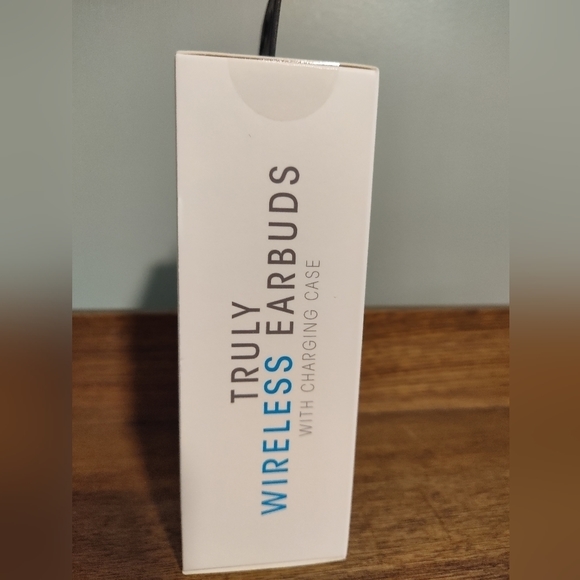 TRULY
WIRELESS EARBUDS
WITH CHARGING CASE